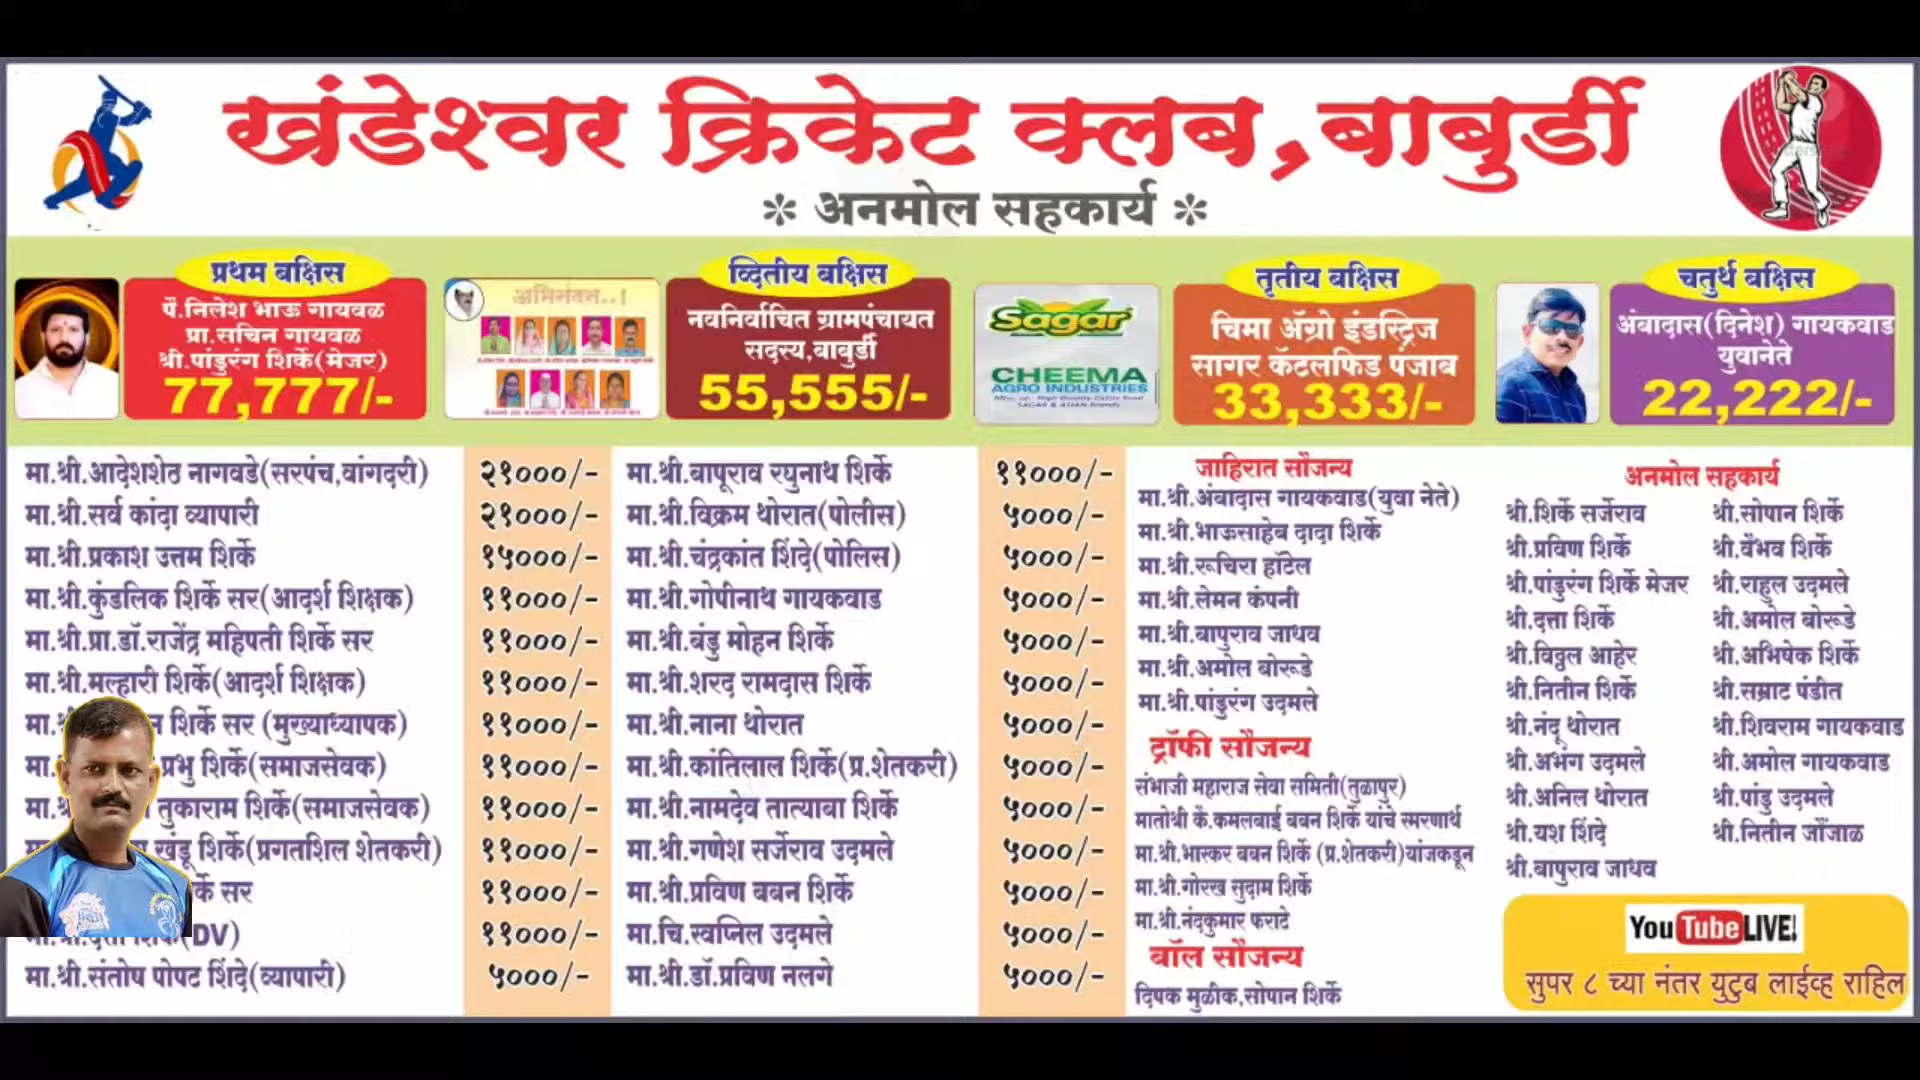 खंडेश्वर क्रिकेट क्लब,बाबुर्डी
* अनमोल सहकार्य *
प्रथम बक्षिस
पै.निलेश भाऊ गायवळ
प्रा.सचिन गायवळ
श्री.पांडुरंग शिर्के(मेजर)
77,777/-
अभिनंदन..!
व्दितीय बक्षिस
नवनिर्वाचित ग्रामपंचायत
सदस्य,बाबुर्डी
55,555/-
Sagar
CHEEMA
AGRO INDUSTRIES
तृतीय बक्षिस
चिमा ॲग्रो इंडस्ट्रिज
सागर कॅटलफिड पंजाब
33,333/-
चतुर्थ बक्षिस
अंबादास(दिनेश) गायकवाड
युवानेते
22,222/-
मा.श्री.आदेशशेठ नागवडे(सरपंच,वांगदरी) २१०००/-
मा.श्री.सर्व कांदा व्यापारी २१०००/-
मा.श्री.प्रकाश उत्तम शिर्के १५०००/-
मा.श्री.कुंडलिक शिर्के सर(आदर्श शिक्षक) ११०००/-
मा.श्री.प्रा.डॉ.राजेंद्र महिपती शिर्के सर ११०००/-
मा.श्री.मल्हारी शिर्के(आदर्श शिक्षक) ११०००/-
शिर्के सर (मुख्याध्यापक) ११०००/-
शिर्के(समाजसेवक) ११०००/-
तुकाराम शिर्के(समाजसेवक) ११०००/-
खंडू शिर्के(प्रगतशिल शेतकरी) ११०००/-
सर ११०००/-
(DV) ११०००/-
मा.श्री.संतोष पोपट शिंदे(व्यापारी) ५०००/-
मा.श्री.बापूराव रघुनाथ शिर्के ११०००/-
मा.श्री.विक्रम थोरात(पोलीस) ५०००/-
मा.श्री.चंद्रकांत शिंदे(पोलिस) ५०००/-
मा.श्री.गोपीनाथ गायकवाड ५०००/-
मा.श्री.बंडु मोहन शिर्के ५०००/-
मा.श्री.शरद रामदास शिर्के ५०००/-
मा.श्री.नाना थोरात ५०००/-
मा.श्री.कांतिलाल शिर्के(प्र.शेतकरी) ५०००/-
मा.श्री.नामदेव तात्याबा शिर्के ५०००/-
मा.श्री.गणेश सर्जेराव उदमले ५०००/-
मा.श्री.प्रविण बबन शिर्के ५०००/-
मा.चि.स्वप्निल उदमले ५०००/-
मा.श्री.डॉ.प्रविण नलगे ५०००/-
जाहिरात सौजन्य
मा.श्री.अंबादास गायकवाड(युवा नेते)
मा.श्री.भाऊसाहेब दादा शिर्के
मा.श्री.रूचिरा हॉटेल
मा.श्री.लेमन कंपनी
मा.श्री.बापुराव जाधव
मा.श्री.अमोल बोरूडे
मा.श्री.पांडुरंग उदमले
ट्रॉफी सौजन्य
संभाजी महाराज सेवा समिती(तुळापुर)
मातोश्री कै.कमलबाई बबन शिर्के यांचे स्मरणार्थ
मा.श्री.भास्कर बबन शिर्के (प्र.शेतकरी)यांजकडून
मा.श्री.गोरख सुदाम शिर्के
मा.श्री.नंदकुमार फराटे
बॉल सौजन्य
दिपक मुळीक,सोपान शिर्के
अनमोल सहकार्य
श्री.शिर्के सर्जेराव श्री.सोपान शिर्के
श्री.प्रविण शिर्के श्री.वैभव शिर्के
श्री.पांडुरंग शिर्के मेजर श्री.राहुल उदमले
श्री.दत्ता शिर्के श्री.अमोल बोरूडे
श्री.विठ्ठल आहेर श्री.अभिषेक शिर्के
श्री.नितीन शिर्के श्री.सम्राट पंडीत
श्री.नंदू थोरात श्री.शिवराम गायकवाड
श्री.अभंग उदमले श्री.अमोल गायकवाड
श्री.अनिल थोरात श्री.पांडु उदमले
श्री.यश शिंदे श्री.नितीन जौंजाळ
श्री.बापुराव जाधव
YouTube LIVE!
सुपर ८ च्या नंतर युटुब लाईव्ह राहिल